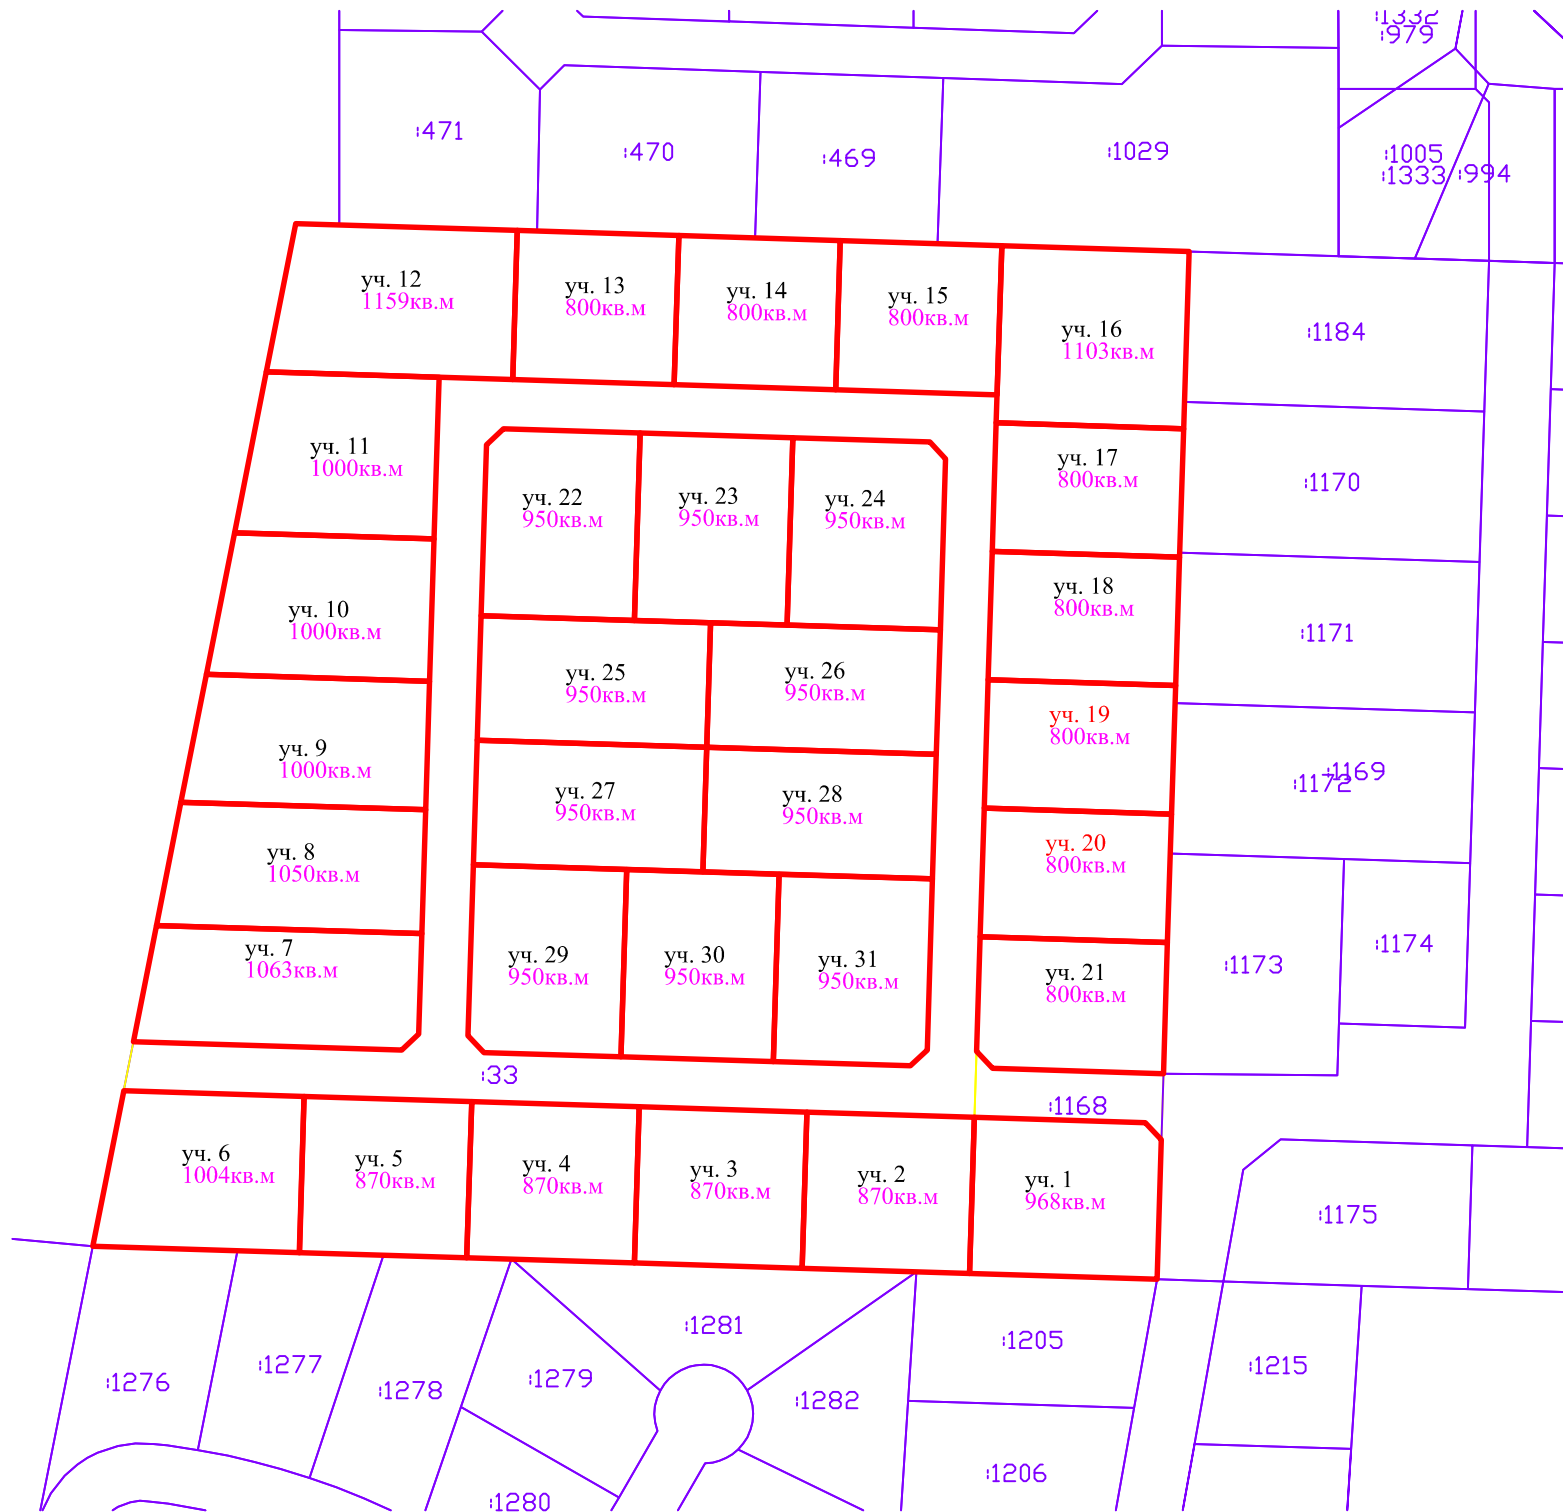 :1332
:979
:471
:470
:469
:1029
:1005
:1333
:994
уч. 12
1159кв.м
уч. 13
800кв.м
уч. 14
800кв.м
уч. 15
800кв.м
уч. 16
1103кв.м
:1184
уч. 11
1000кв.м
уч. 22
950кв.м
уч. 23
950кв.м
уч. 24
950кв.м
уч. 17
800кв.м
:1170
уч. 10
1000кв.м
уч. 18
800кв.м
:1171
уч. 25
950кв.м
уч. 26
950кв.м
уч. 19
800кв.м
уч. 9
1000кв.м
:1169
:1172
уч. 27
950кв.м
уч. 28
950кв.м
уч. 8
1050кв.м
уч. 20
800кв.м
уч. 7
1063кв.м
уч. 29
950кв.м
уч. 30
950кв.м
уч. 31
950кв.м
уч. 21
800кв.м
:1173
:1174
:33
:1168
уч. 6
1004кв.м
уч. 5
870кв.м
уч. 4
870кв.м
уч. 3
870кв.м
уч. 2
870кв.м
уч. 1
968кв.м
:1175
:1276
:1277
:1278
:1279
:1281
:1282
:1205
:1215
:1280
:1206